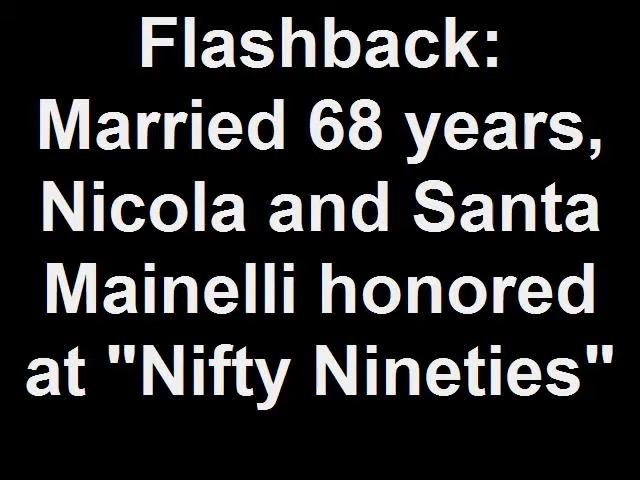 Flashback:
Married 68 years,
Nicola and Santa
Mainelli honored
at "Nifty Nineties"